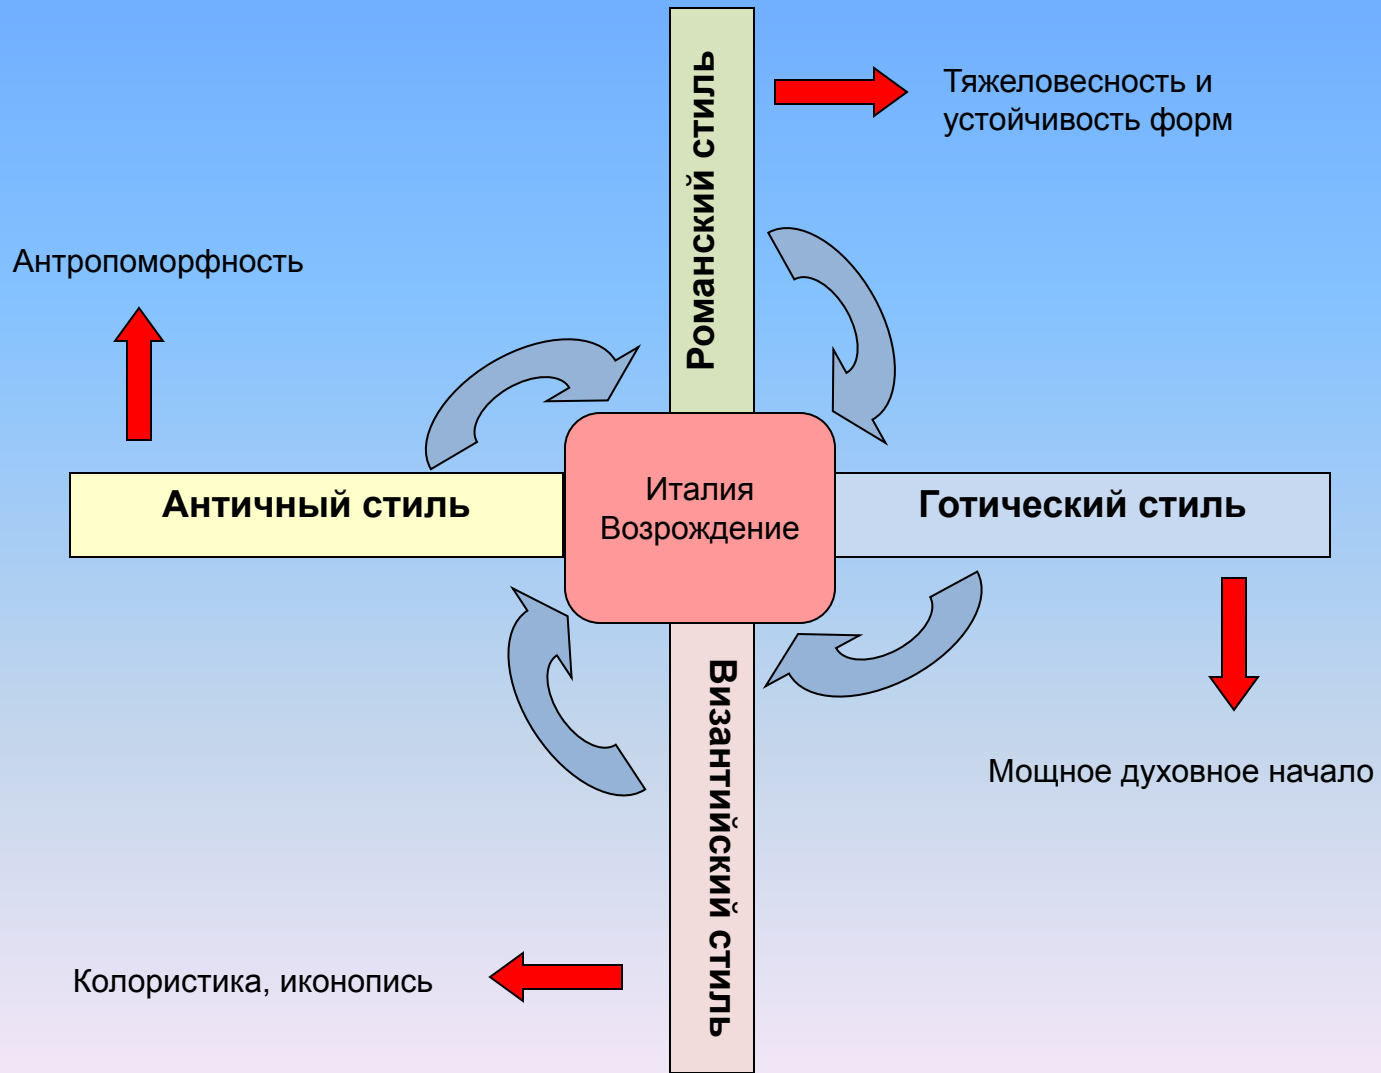 Романский стиль
Тяжеловесность и
устойчивость форм
Антропоморфность
Античный стиль
Италия
Возрождение
Готический стиль
Византийский стиль
Мощное духовное начало
Колористика, иконопись